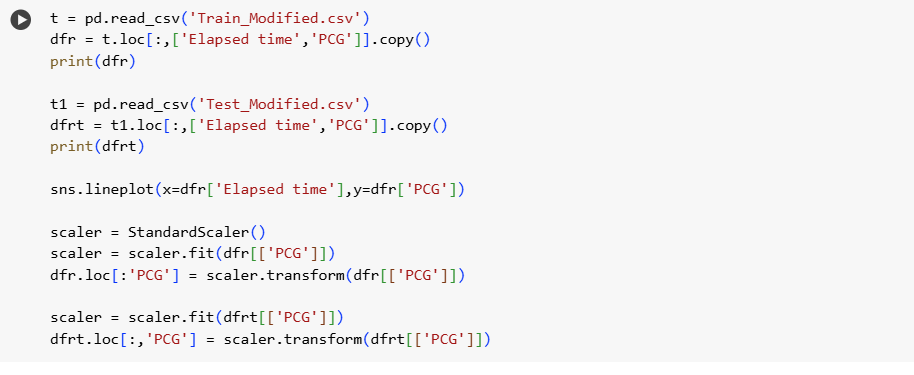 t = pd.read_csv('Train_Modified.csv')
dfr = t.loc[:,['Elapsed time','PCG']].copy()
print(dfr)
t1 = pd.read_csv('Test_Modified.csv')
dfrt = t1.loc[:,['Elapsed time','PCG']].copy()
print(dfrt)
sns.lineplot(x=dfr['Elapsed time'],y=dfr['PCG'])
scaler = StandardScaler()
scaler = scaler.fit(dfr[['PCG']])
dfr.loc[:'PCG'] = scaler.transform(dfr[['PCG']])
scaler = scaler.fit(dfrt[['PCG']])
dfrt.loc[:,'PCG'] = scaler.transform(dfrt[['PCG']])